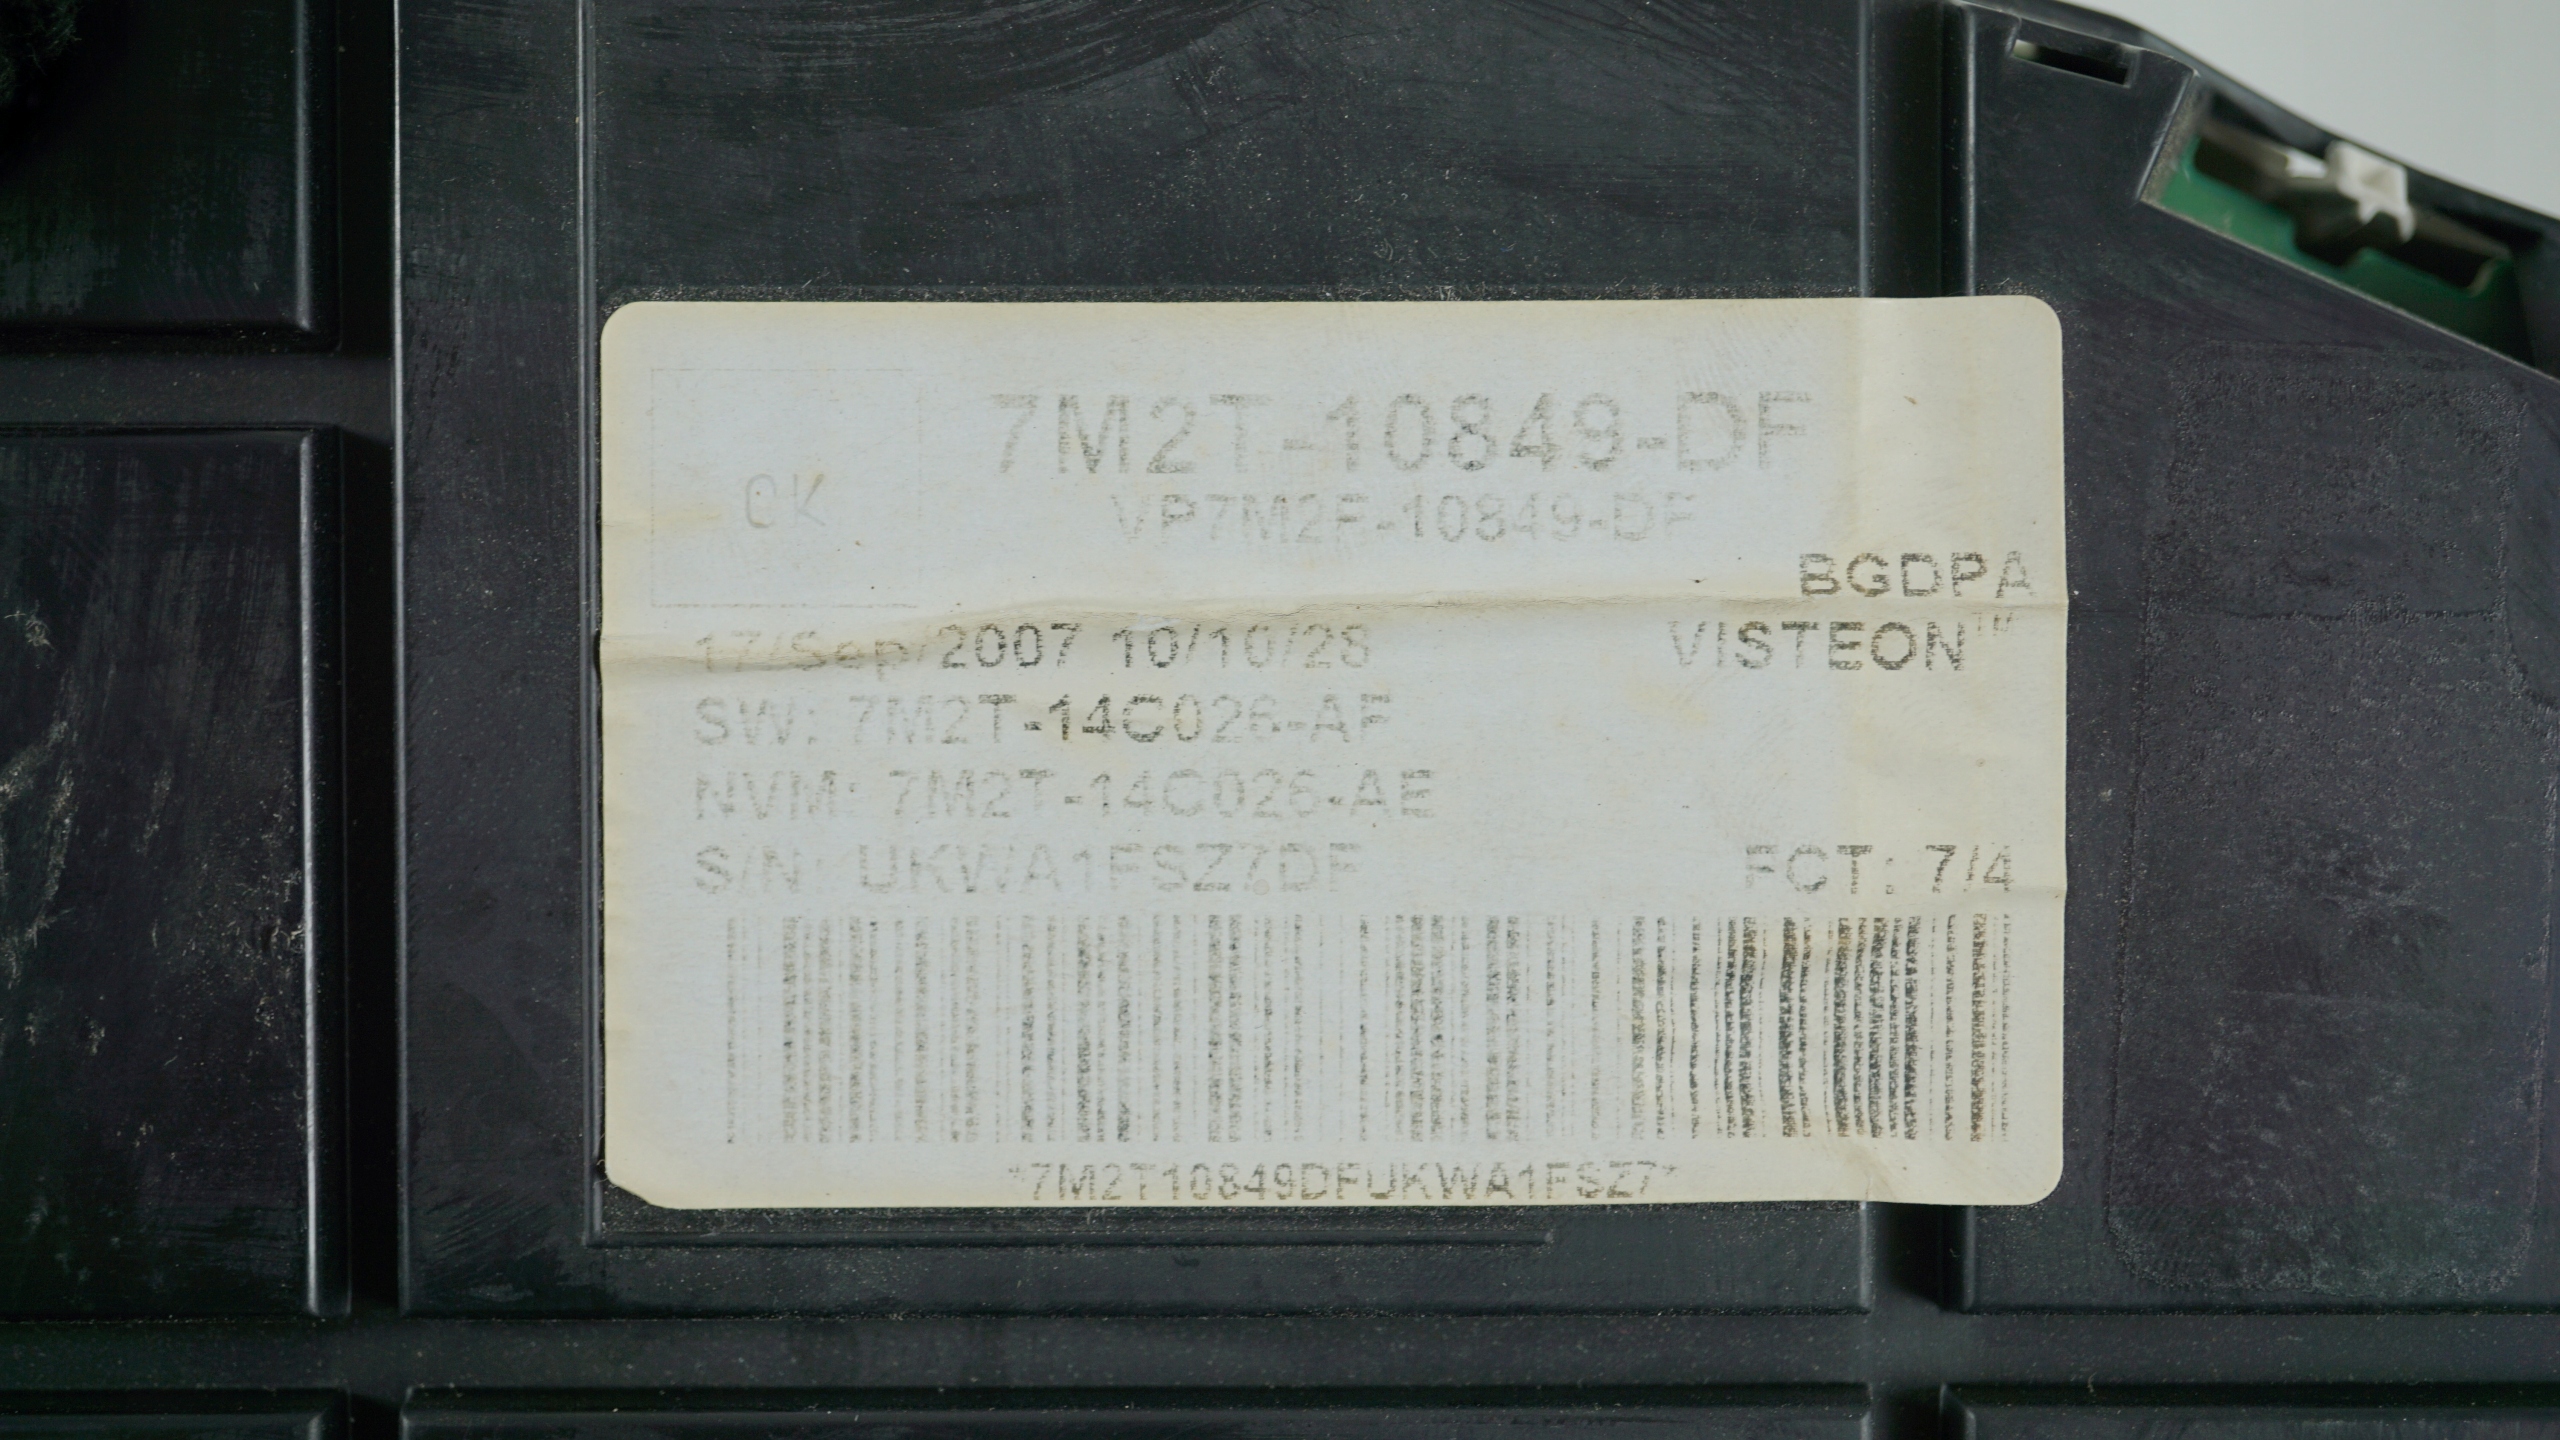 7M2T-10849-DF
VP7M2F-10849-DF
OK
BGDPA
17/Sep/2007 10/10/28
VISTEON™
SW: 7M2T-14C026-AF
NVM: 7M2T-14C026-AE
S/N: UKWA1FSZ7DF
FCT: 7/4
*7M2T10849DFUKWA1FSZ7*